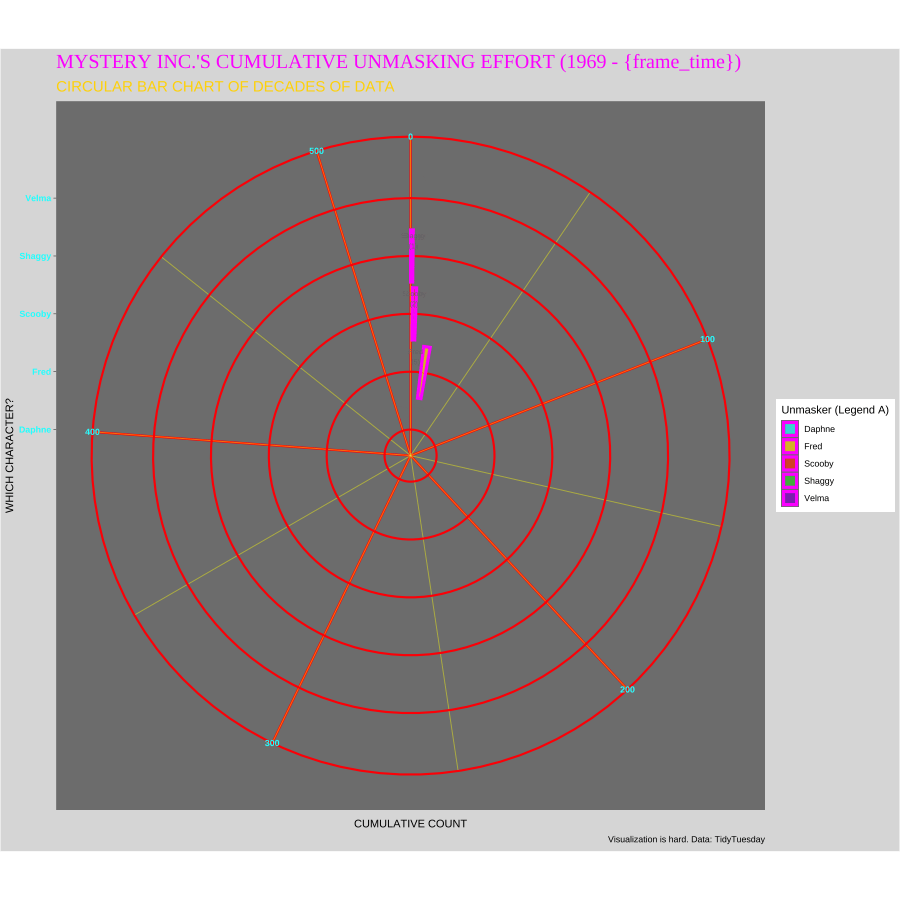 MYSTERY INC.'S CUMULATIVE UNMASKING EFFORT (1969 - {frame_time})
CIRCULAR BAR CHART OF DECADES OF DATA
0
500
Velma
Shaggy
Scooby
100
Fred
WHICH CHARACTER?
Daphne
400
200
300
Unmasker (Legend A)
Daphne
Fred
Scooby
Shaggy
Velma
CUMULATIVE COUNT
Visualization is hard. Data: TidyTuesday